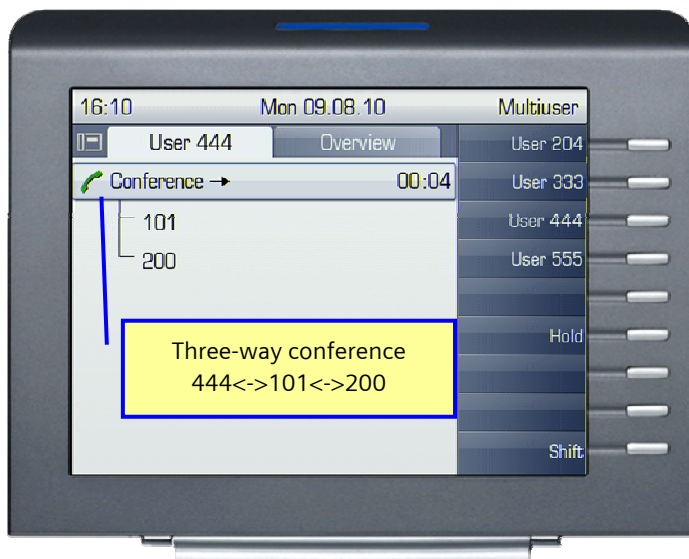 16:10 Mon 09.08.10 Multiuser
User 444 Overview User 204
Conference → 00:04 User 333
101 User 444
200 User 555
Hold
Three-way conference
444<->101<->200
Shift